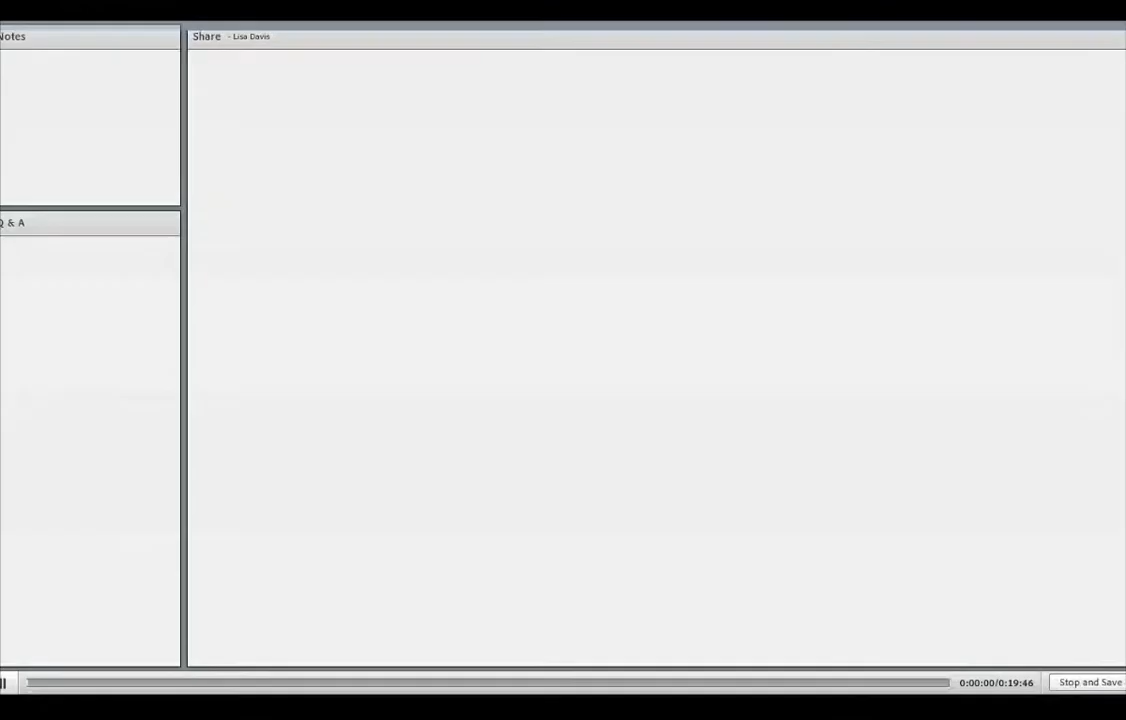 Notes
Share - Lisa Davis
Q & A
0:00:00/0:19:46
Stop and Save